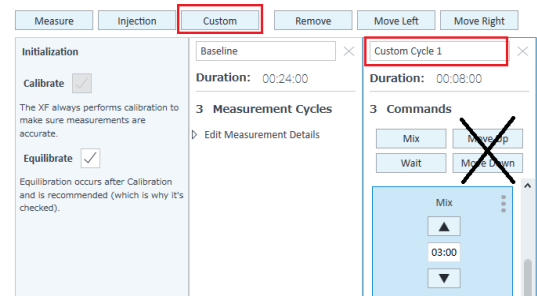 Measure Injection Custom Remove Move Left Move Right
Initialization
Calibrate
The XF always performs calibration to
make sure measurements are
accurate.
Equilibrate
Equilibration occurs after Calibration
and is recommended (which is why it's
checked).
Baseline
Duration: 00:24:00
3 Measurement Cycles
Edit Measurement Details
Custom Cycle 1
Duration: 00:08:00
3 Commands
Mix Move Up
Wait Move Down
Mix
03:00